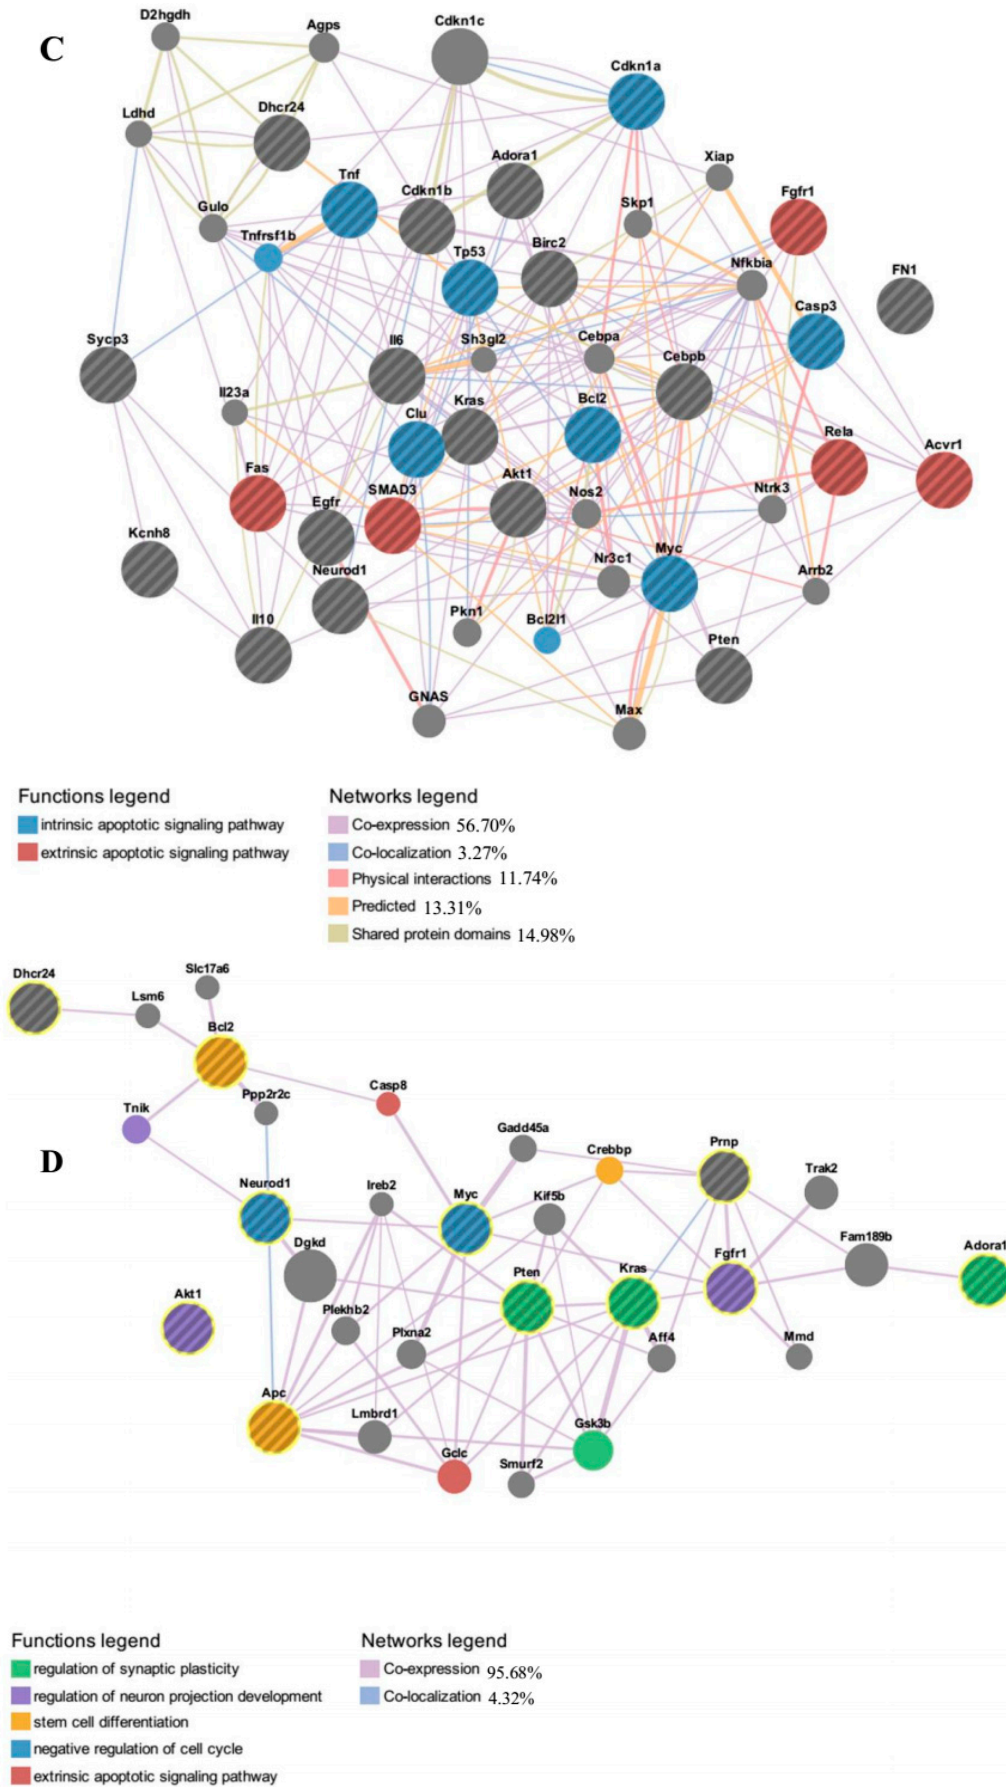 C
D2hgdh
Agps
Cdkn1c
Cdkn1a
Ldhd
Dhcr24
Adora1
Xiap
Tnf
Cdkn1b
Skp1
Fgfr1
Gulo
Tnfrsf1b
Tp53
Birc2
Nfkbia
FN1
Casp3
Sycp3
Il6
Sh3gl2
Cebpa
Cebpb
Il23a
Clu
Kras
Bcl2
Rela
Acvr1
Fas
Egfr
SMAD3
Akt1
Nos2
Ntrk3
Kcnh8
Neurod1
Nr3c1
Myc
Arrb2
Il10
Pkn1
Bcl2l1
Pten
GNAS
Max
Functions legend
intrinsic apoptotic signaling pathway
extrinsic apoptotic signaling pathway
Networks legend
Co-expression 56.70%
Co-localization 3.27%
Physical interactions 11.74%
Predicted 13.31%
Shared protein domains 14.98%
D
Dhcr24
Slc17a6
Lsm6
Bcl2
Tnik
Ppp2r2c
Casp8
Gadd45a
Crebbp
Prnp
Trak2
Neurod1
Ireb2
Myc
Kif5b
Dgkd
Fam189b
Adora1
Akt1
Pten
Kras
Fgfr1
Plekhb2
Plxna2
Aff4
Mmd
Apc
Lmbrd1
Gclc
Gsk3b
Smurf2
Functions legend
regulation of synaptic plasticity
regulation of neuron projection development
stem cell differentiation
negative regulation of cell cycle
extrinsic apoptotic signaling pathway
Networks legend
Co-expression 95.68%
Co-localization 4.32%